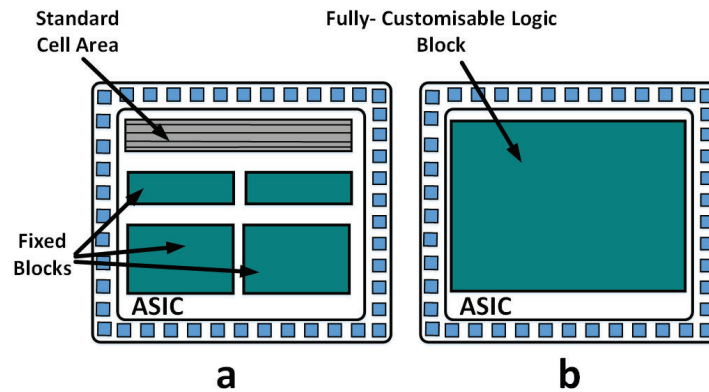 Standard
Cell Area
Fully- Customisable Logic
Block
Fixed
Blocks
ASIC
ASIC
a
b